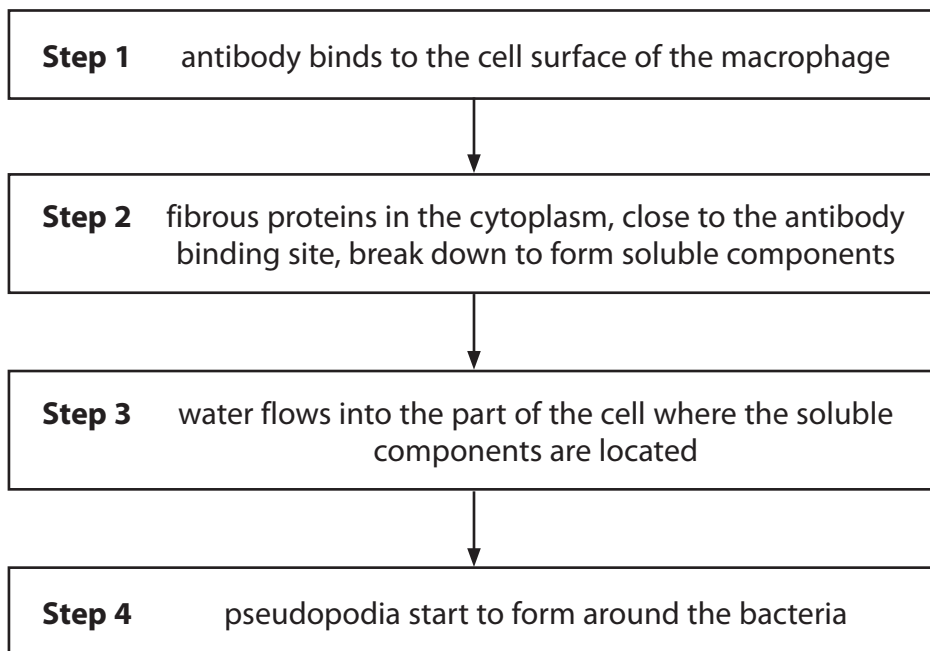 Step 1 antibody binds to the cell surface of the macrophage
Step 2 fibrous proteins in the cytoplasm, close to the antibody
binding site, break down to form soluble components
Step 3 water flows into the part of the cell where the soluble
components are located
Step 4 pseudopodia start to form around the bacteria